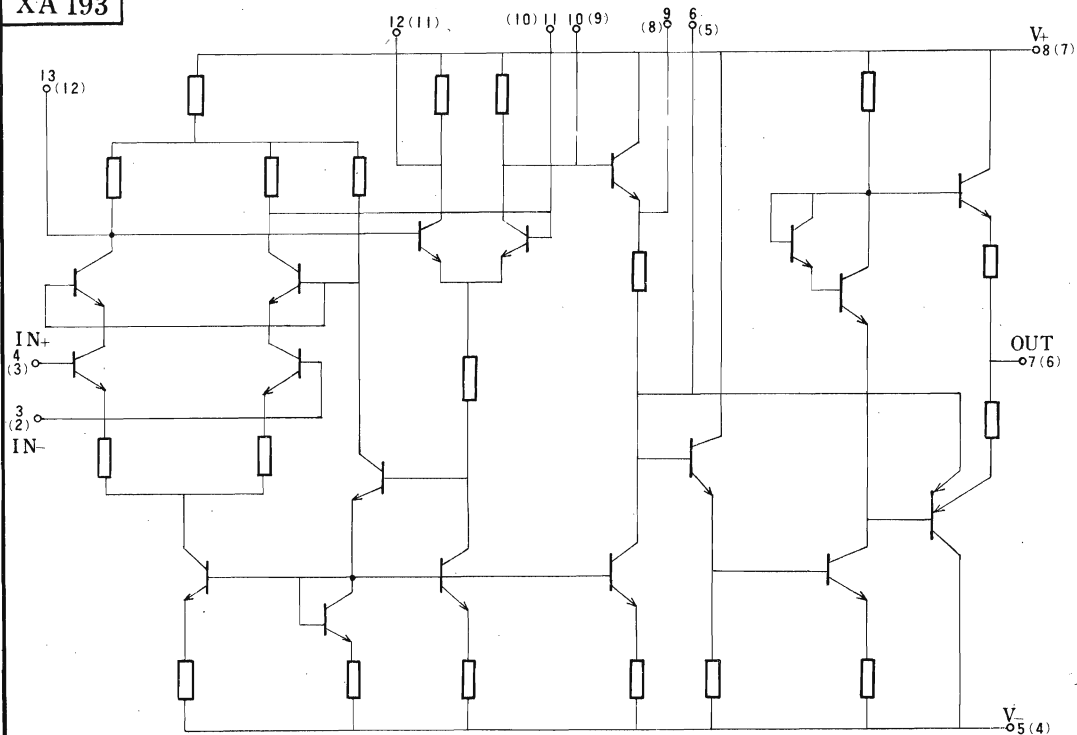 XA 193
12(11)
(10) 11
10(9)
9
(8)
6
(5)
V+
8(7)
13
(12)
IN+
4
(3)
3
(2)
IN-
OUT
7(6)
V-
5(4)